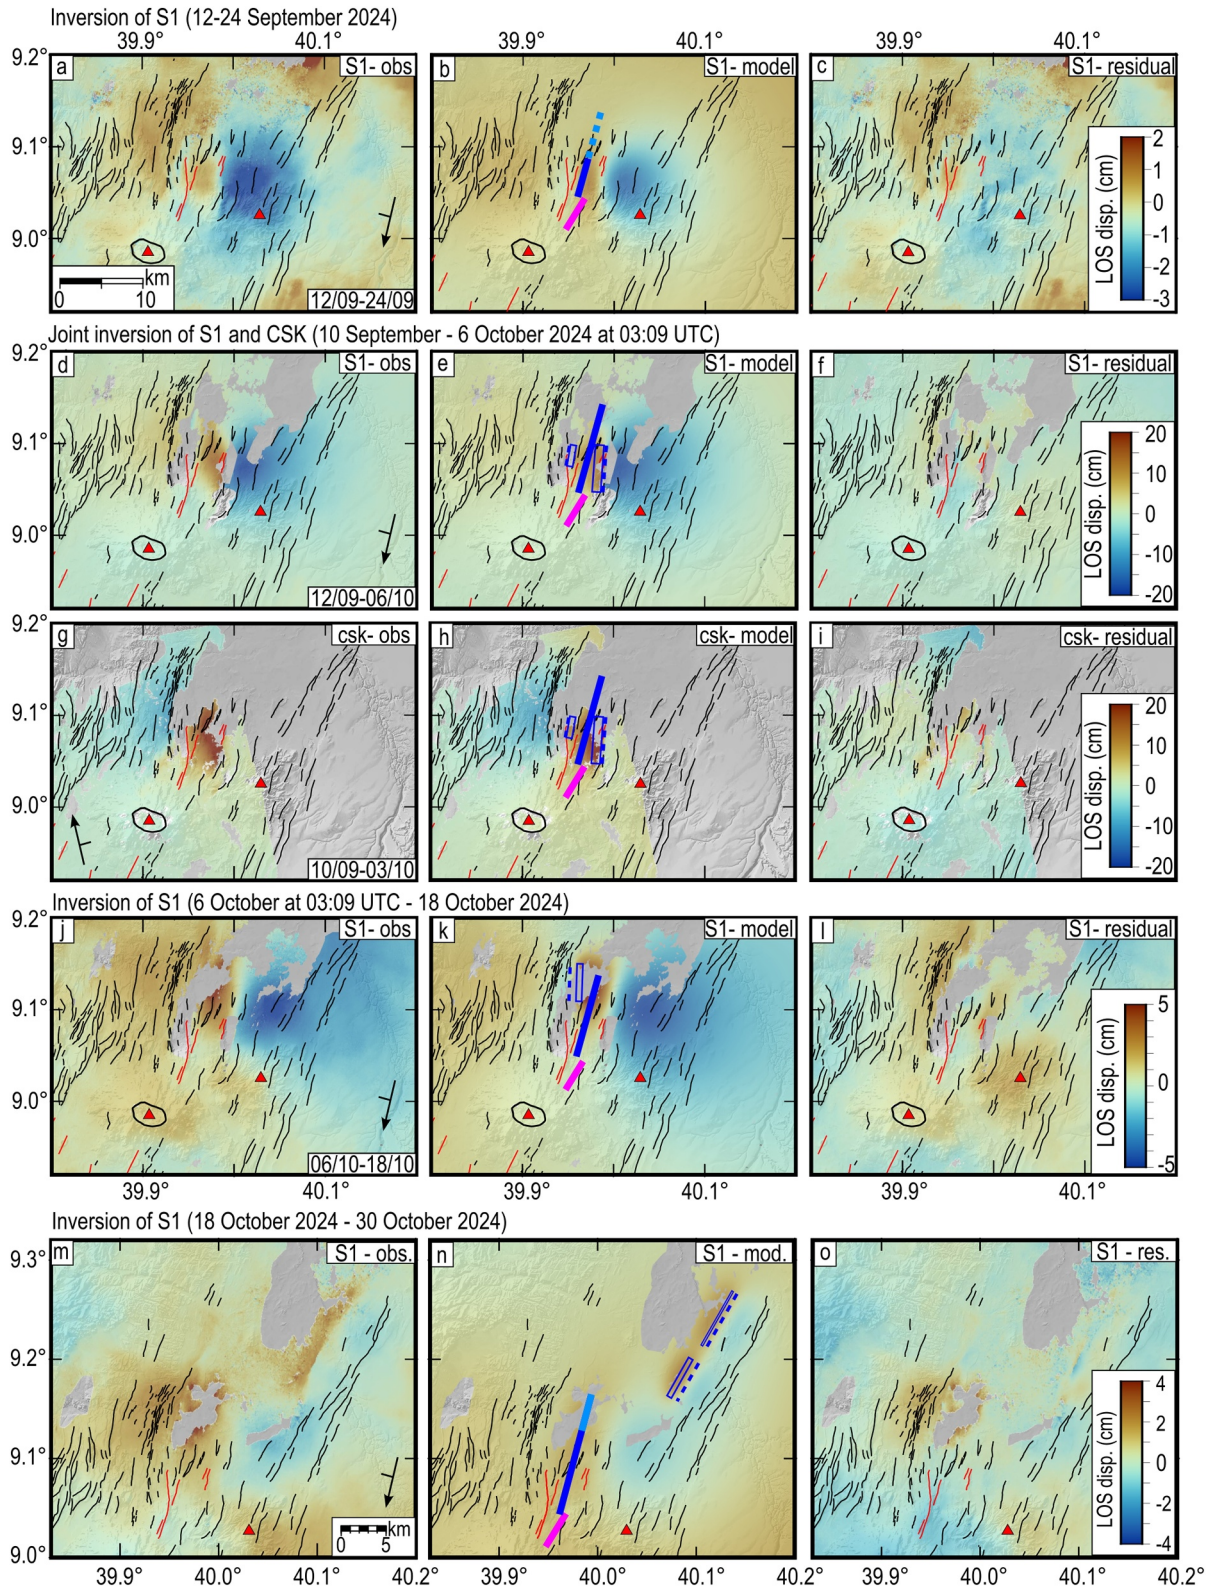 Inversion of S1 (12-24 September 2024)
39.9° 40.1° 39.9° 40.1° 39.9° 40.1°
9.2° a S1- obs b S1- model c S1- residual
9.1°
9.0°
LOS disp. (cm) 2 1 0 -1 -2 -3
km
0 10
12/09-24/09
Joint inversion of S1 and CSK (10 September - 6 October 2024 at 03:09 UTC)
9.2° d S1- obs e S1- model f S1- residual
9.1°
9.0°
LOS disp. (cm) 20 10 0 -10 -20
12/09-06/10
9.2° g csk- obs h csk- model i csk- residual
9.1°
9.0°
LOS disp. (cm) 20 10 0 -10 -20
10/09-03/10
Inversion of S1 (6 October at 03:09 UTC - 18 October 2024)
9.2° j S1- obs k S1- model l S1- residual
9.1°
9.0°
LOS disp. (cm) 5 0 -5
06/10-18/10
39.9° 40.1° 39.9° 40.1° 39.9° 40.1°
Inversion of S1 (18 October 2024 - 30 October 2024)
9.3° m S1 - obs. n S1 - mod. o S1 - res.
9.2°
9.1°
9.0°
LOS disp. (cm) 4 2 0 -2 -4
km
0 5
39.9° 40.0° 40.1° 40.2° 39.9° 40.0° 40.1° 40.2° 39.9° 40.0° 40.1° 40.2°